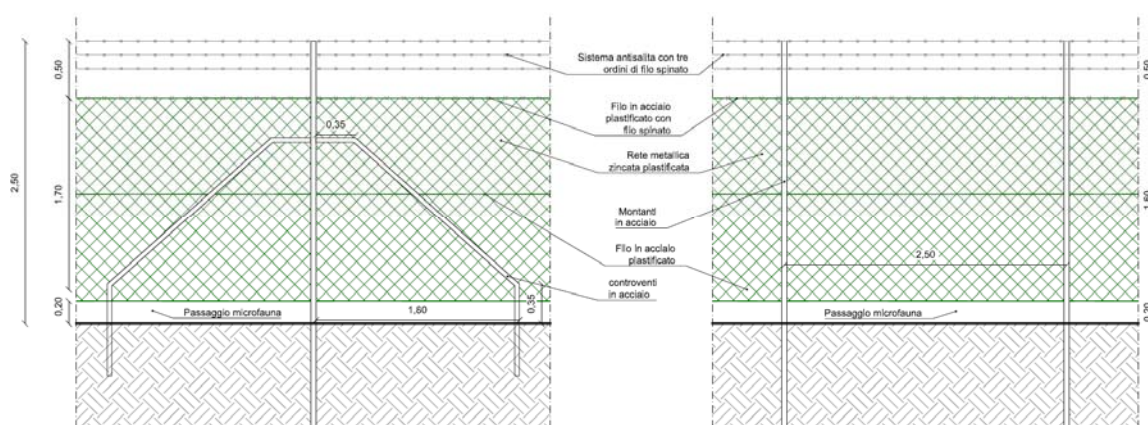 Sistema antisalita con tre
ordini di filo spinato
Filo in acciaio
plastificato con
filo spinato
Rete metallica
zincata plastificata
Montanti
in acciaio
Filo in acciaio
plastificato
controventi
in acciaio
2,50
0,50
1,70
0,20
0,35
1,80
0,35
Passaggio microfauna
2,50
Passaggio microfauna
0,50
0,20